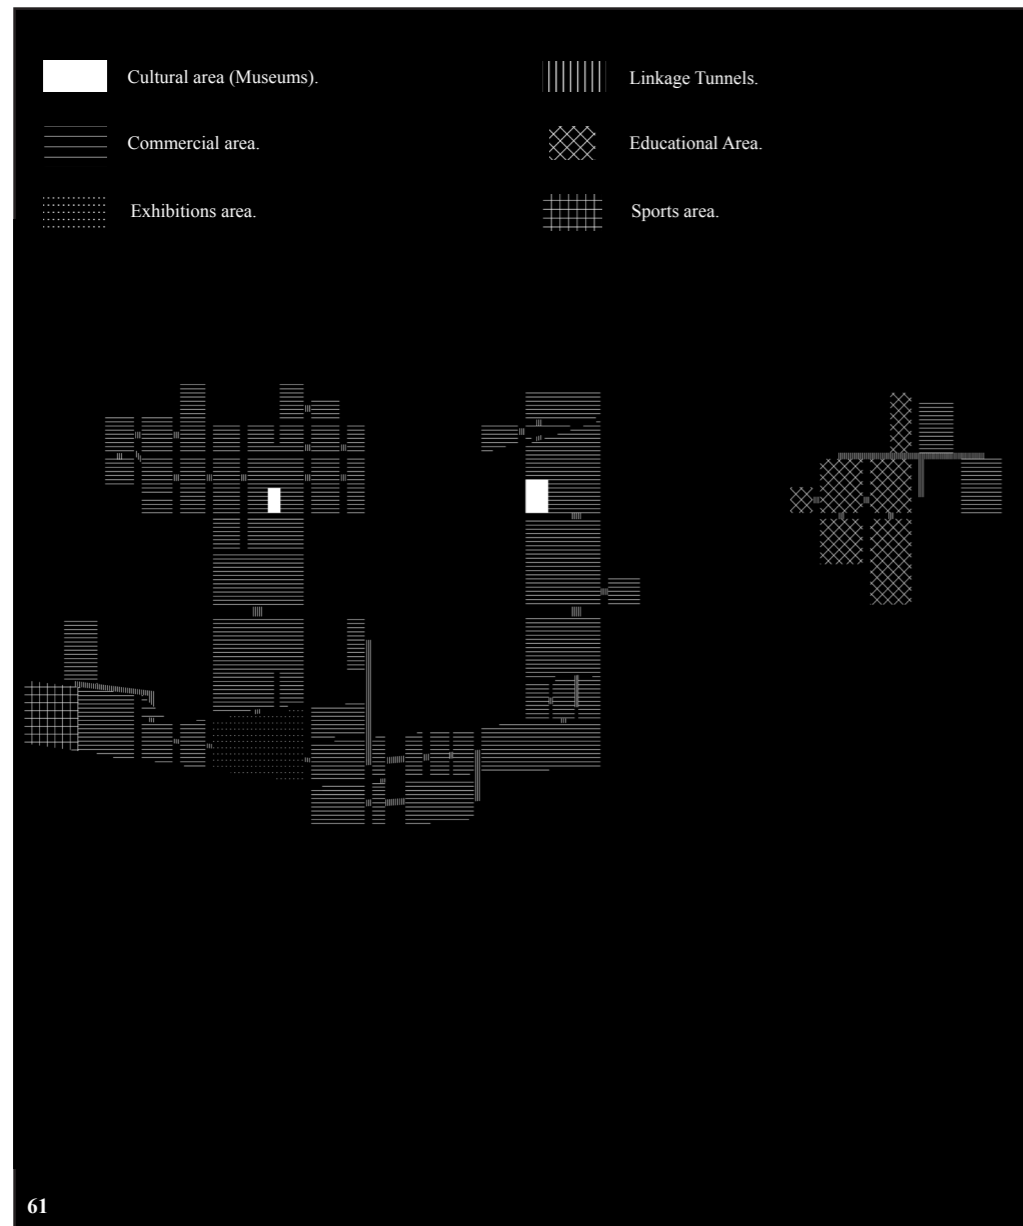 Cultural area (Museums).
Linkage Tunnels.
Commercial area.
Educational Area.
Exhibitions area.
Sports area.
61